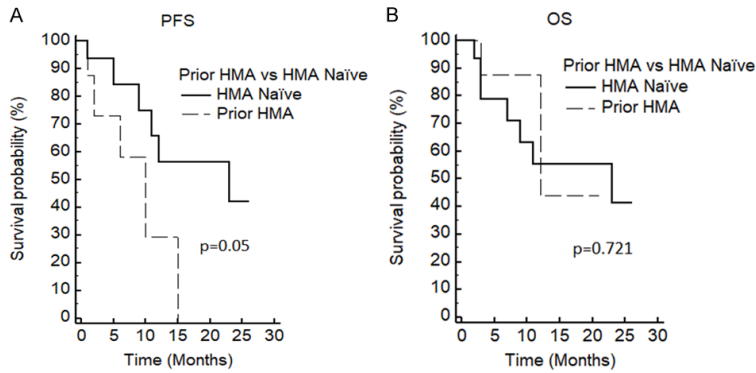 A
PFS
Survival probability (%)
100
90
80
70
60
50
40
30
20
10
0
Prior HMA vs HMA Naïve
HMA Naïve
Prior HMA
p=0.05
0 5 10 15 20 25 30
Time (Months)
B
OS
Survival probability (%)
100
90
80
70
60
50
40
30
20
10
0
Prior HMA vs HMA Naïve
HMA Naïve
Prior HMA
p=0.721
0 5 10 15 20 25 30
Time (Months)